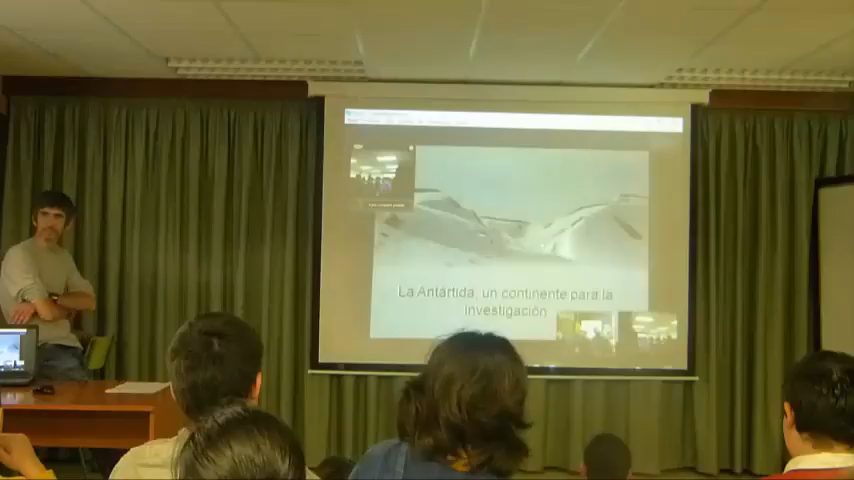 La Antártida, un continente para la
investigación